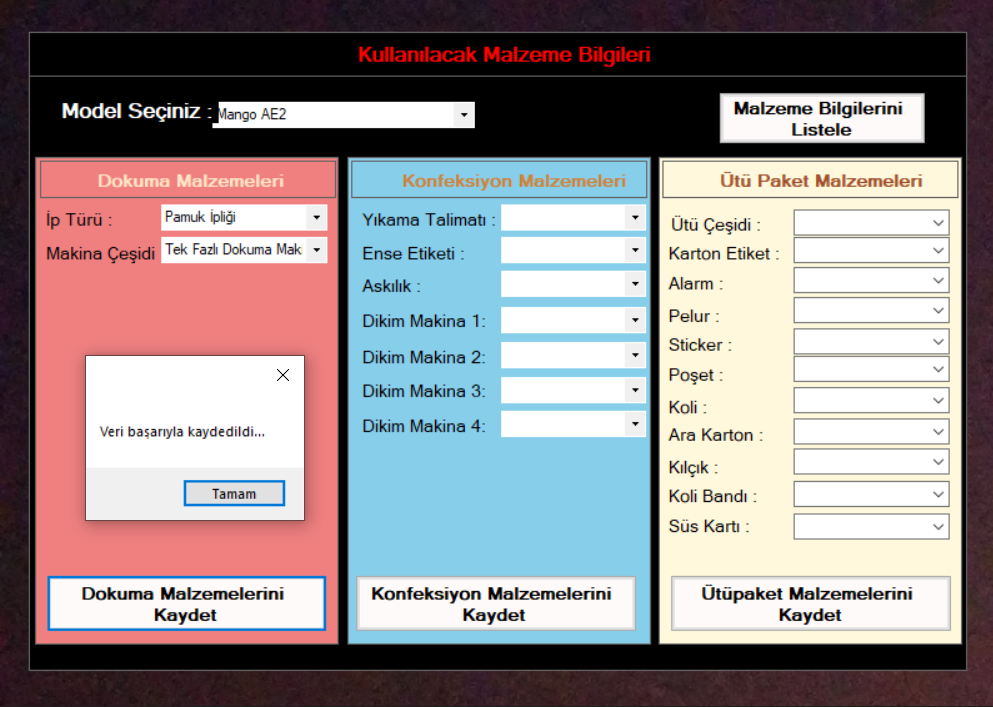 Kullanılacak Malzeme Bilgileri
Model Seçiniz :
Mango AE2
Malzeme Bilgilerini
Listele
Dokuma Malzemeleri
İp Türü :
Pamuk İpliği
Makina Çeşidi
Tek Fazlı Dokuma Mak
Veri başarıyla kaydedildi...
Tamam
Dokuma Malzemelerini
Kaydet
Konfeksiyon Malzemeleri
Yıkama Talimatı :
Ense Etiketi :
Askılık :
Dikim Makina 1:
Dikim Makina 2:
Dikim Makina 3:
Dikim Makina 4:
Konfeksiyon Malzemelerini
Kaydet
Ütü Paket Malzemeleri
Ütü Çeşidi :
Karton Etiket :
Alarm :
Pelur :
Sticker :
Poşet :
Koli :
Ara Karton :
Kılçık :
Koli Bandı :
Süs Kartı :
Ütüpaket Malzemelerini
Kaydet